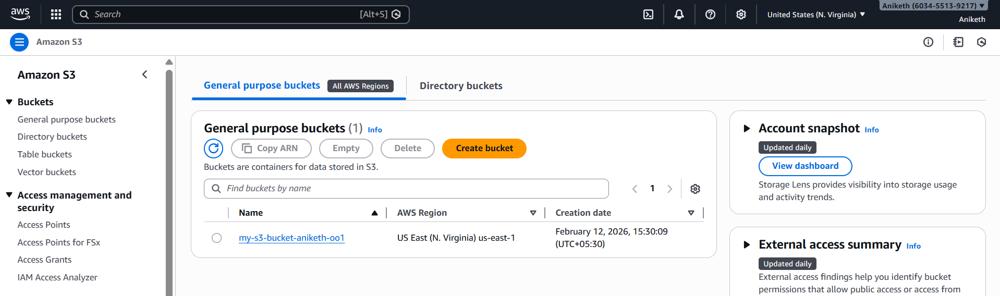 aws
Search
[Alt+S]
United States (N. Virginia)
Aniketh (6034-5513-9217)
Aniketh
Amazon S3
Amazon S3
Buckets
General purpose buckets
Directory buckets
Table buckets
Vector buckets
Access management and
security
Access Points
Access Points for FSx
Access Grants
IAM Access Analyzer
General purpose buckets
All AWS Regions
Directory buckets
General purpose buckets (1) Info
Copy ARN
Empty
Delete
Create bucket
Buckets are containers for data stored in S3.
Find buckets by name
1
Name
AWS Region
Creation date
my-s3-bucket-aniketh-oo1
US East (N. Virginia) us-east-1
February 12, 2026, 15:30:09
(UTC+05:30)
Account snapshot Info
Updated daily
View dashboard
Storage Lens provides visibility into storage usage
and activity trends.
External access summary Info
Updated daily
External access findings help you identify bucket
permissions that allow public access or access from